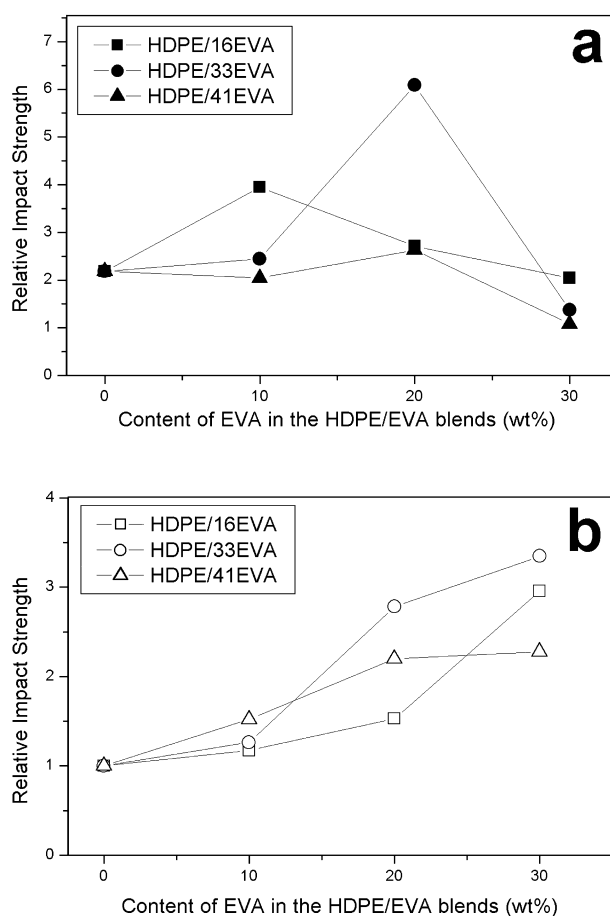 a
HDPE/16EVA
HDPE/33EVA
HDPE/41EVA
7
6
5
4
3
2
1
0
Relative Impact Strength
0 10 20 30
Content of EVA in the HDPE/EVA blends (wt%)
b
HDPE/16EVA
HDPE/33EVA
HDPE/41EVA
4
3
2
1
0
Relative Impact Strength
0 10 20 30
Content of EVA in the HDPE/EVA blends (wt%)